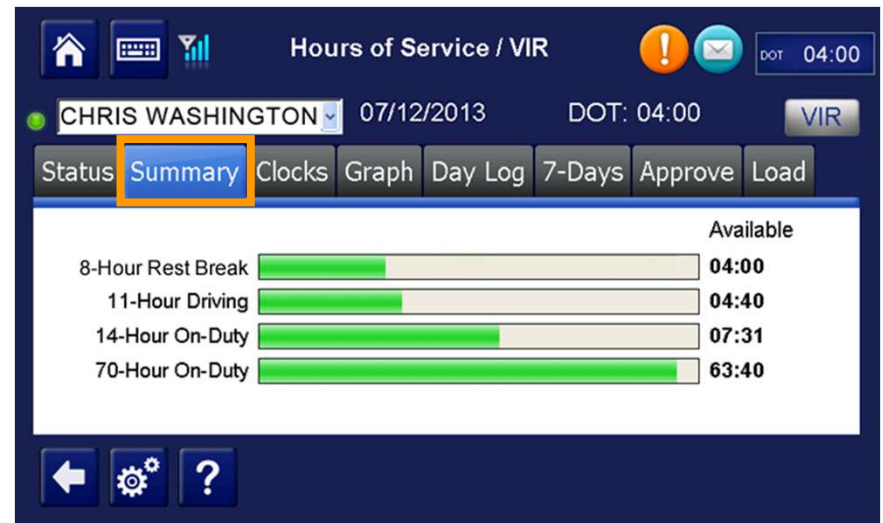 Hours of Service / VIR
DOT 04:00
CHRIS WASHINGTON 07/12/2013 DOT: 04:00 VIR
Status Summary Clocks Graph Day Log 7-Days Approve Load
Available
8-Hour Rest Break 04:00
11-Hour Driving 04:40
14-Hour On-Duty 07:31
70-Hour On-Duty 63:40
?